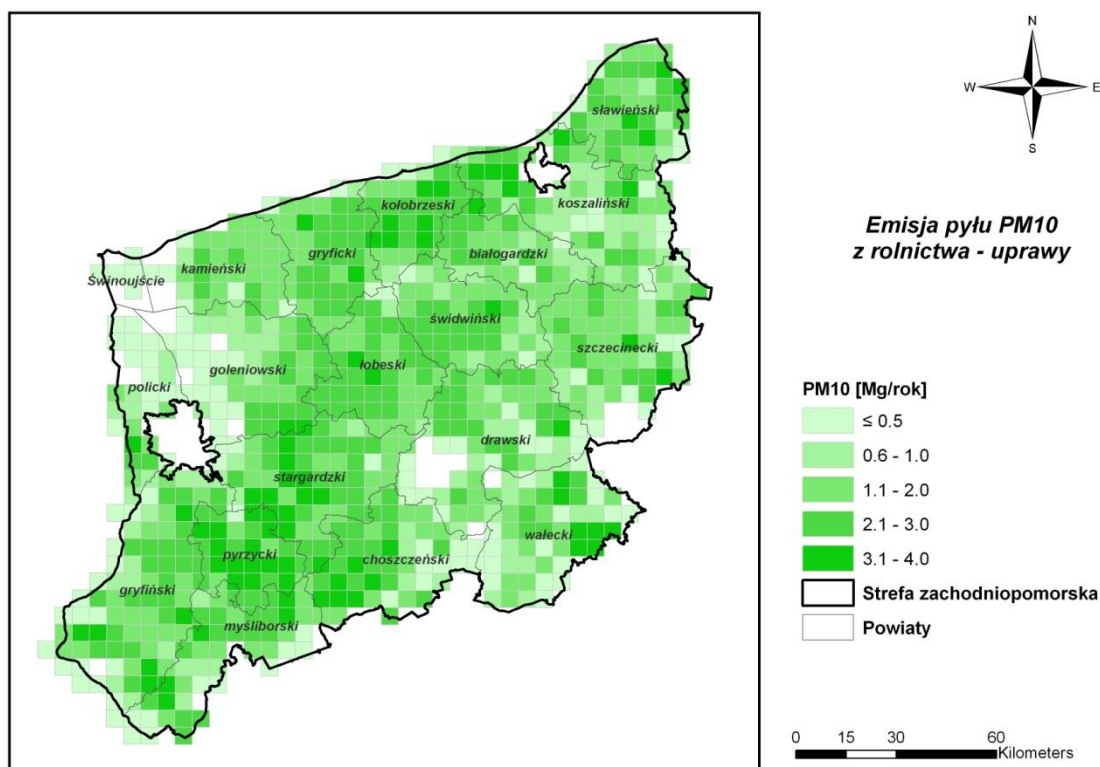 N
W
E
S
Emisja pyłu PM10
z rolnictwa - uprawy
sławieński
koszaliński
kołobrzeski
gryficki
białogardzki
kamieński
Świnoujście
świdwiński
szczecinecki
łobeski
goleniowski
policki
drawski
stargardzki
wałecki
pyrzycki
choszczeński
gryfiński
myśliborski
PM10 [Mg/rok]
≤ 0.5
0.6 - 1.0
1.1 - 2.0
2.1 - 3.0
3.1 - 4.0
Strefa zachodniopomorska
Powiaty
0 15 30 60
Kilometers